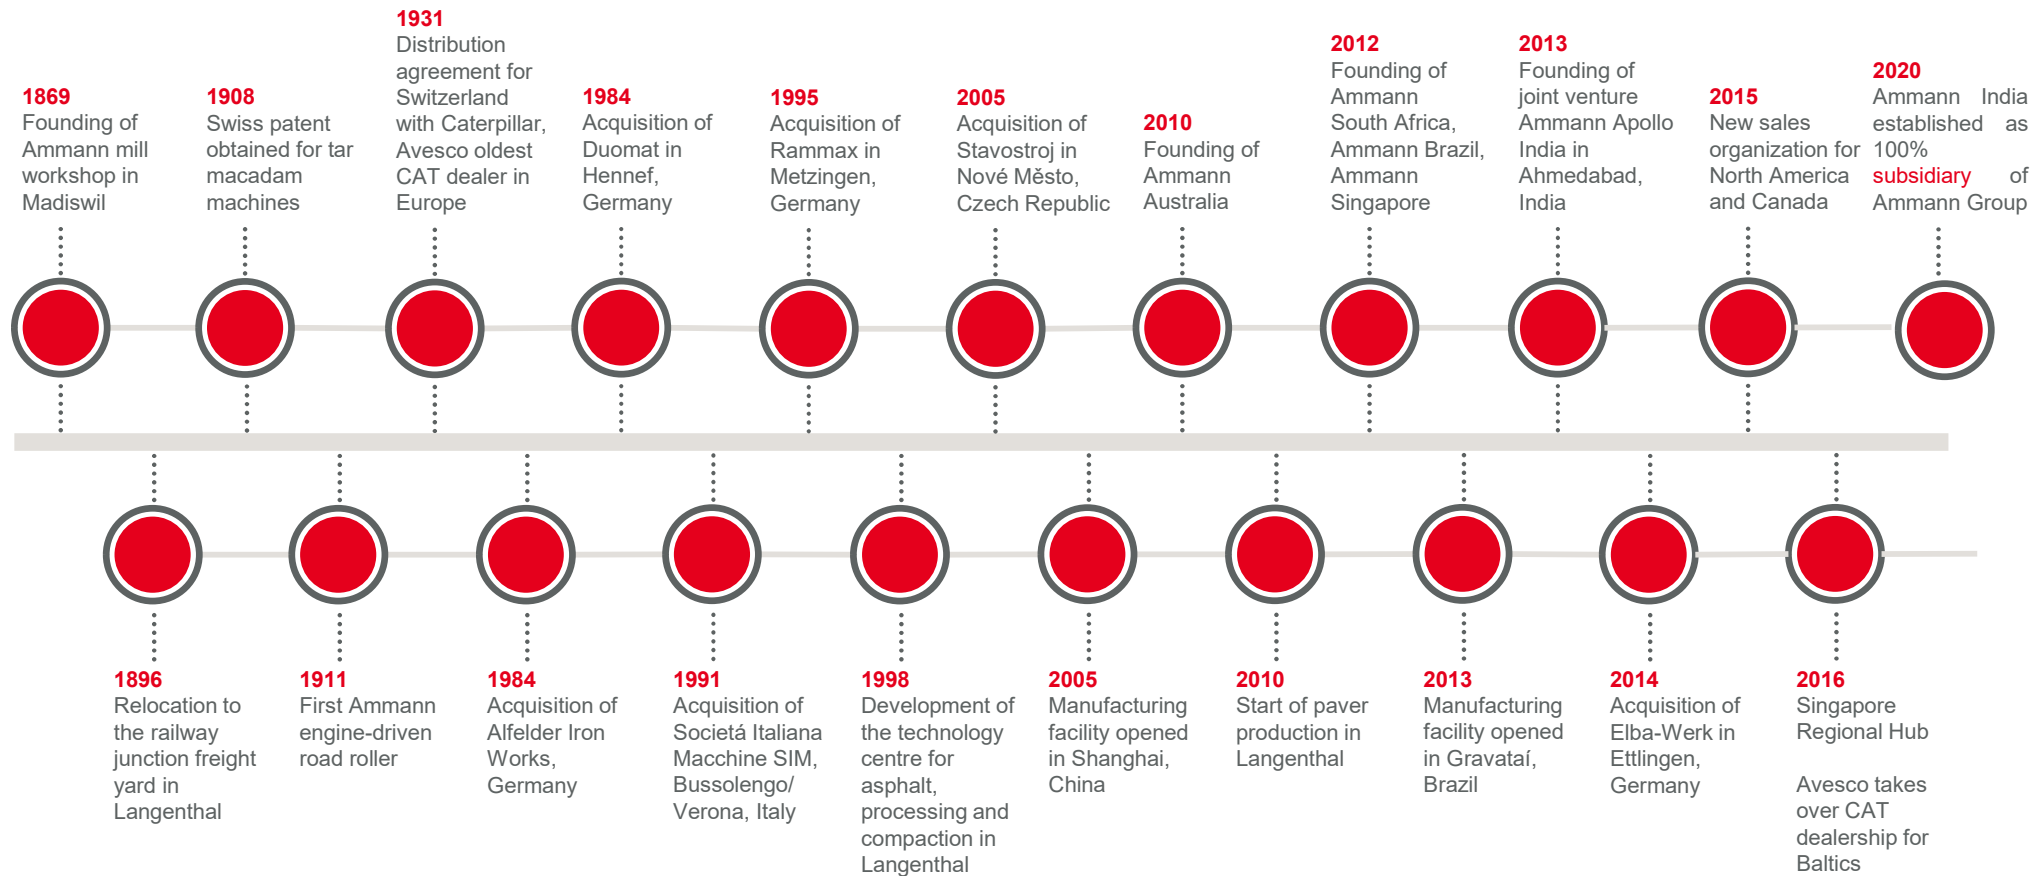 1869
Founding of
Ammann mill
workshop in
Madiswil
1908
Swiss patent
obtained for tar
macadam
machines
1931
Distribution
agreement for
Switzerland
with Caterpillar,
Avesco oldest
CAT dealer in
Europe
1984
Acquisition of
Duomat in
Hennef,
Germany
1995
Acquisition of
Rammax in
Metzingen,
Germany
2005
Acquisition of
Stavostroj in
Nové Město,
Czech Republic
2010
Founding of
Ammann
Australia
2012
Founding of
Ammann
South Africa,
Ammann Brazil,
Ammann
Singapore
2013
Founding of
joint venture
Ammann Apollo
India in
Ahmedabad,
India
2015
New sales
organization for
North America
and Canada
2020
Ammann India
established as
100%
subsidiary of
Ammann Group
1896
Relocation to
the railway
junction freight
yard in
Langenthal
1911
First Ammann
engine-driven
road roller
1984
Acquisition of
Alfelder Iron
Works,
Germany
1991
Acquisition of
Societá Italiana
Macchine SIM,
Bussolengo/
Verona, Italy
1998
Development of
the technology
centre for
asphalt,
processing and
compaction in
Langenthal
2005
Manufacturing
facility opened
in Shanghai,
China
2010
Start of paver
production in
Langenthal
2013
Manufacturing
facility opened
in Gravataí,
Brazil
2014
Acquisition of
Elba-Werk in
Ettlingen,
Germany
2016
Singapore
Regional Hub
Avesco takes
over CAT
dealership for
Baltics